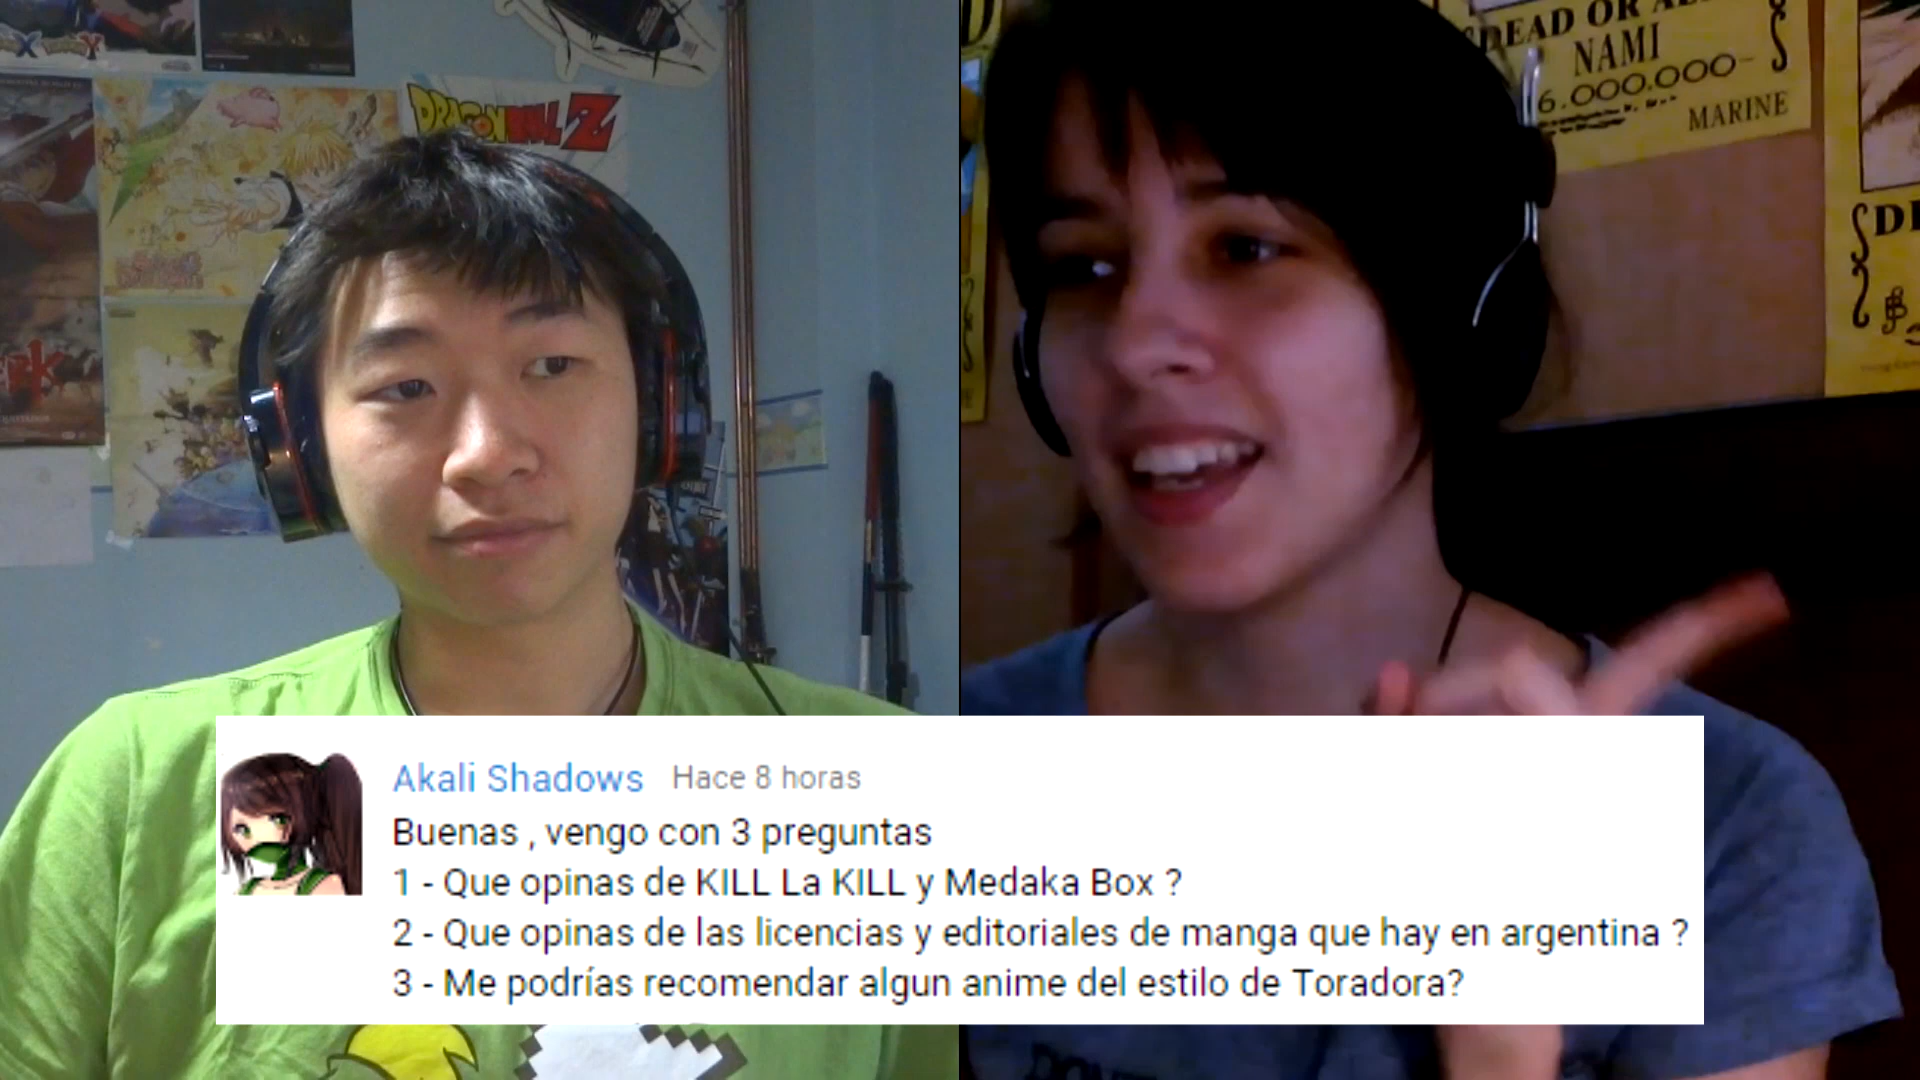 DRAGON BALL Z
DEAD OR
NAMI
6.000.000-
MARINE
Akali Shadows Hace 8 horas
Buenas , vengo con 3 preguntas
1 - Que opinas de KILL La KILL y Medaka Box ?
2 - Que opinas de las licencias y editoriales de manga que hay en argentina ?
3 - Me podrías recomendar algun anime del estilo de Toradora?